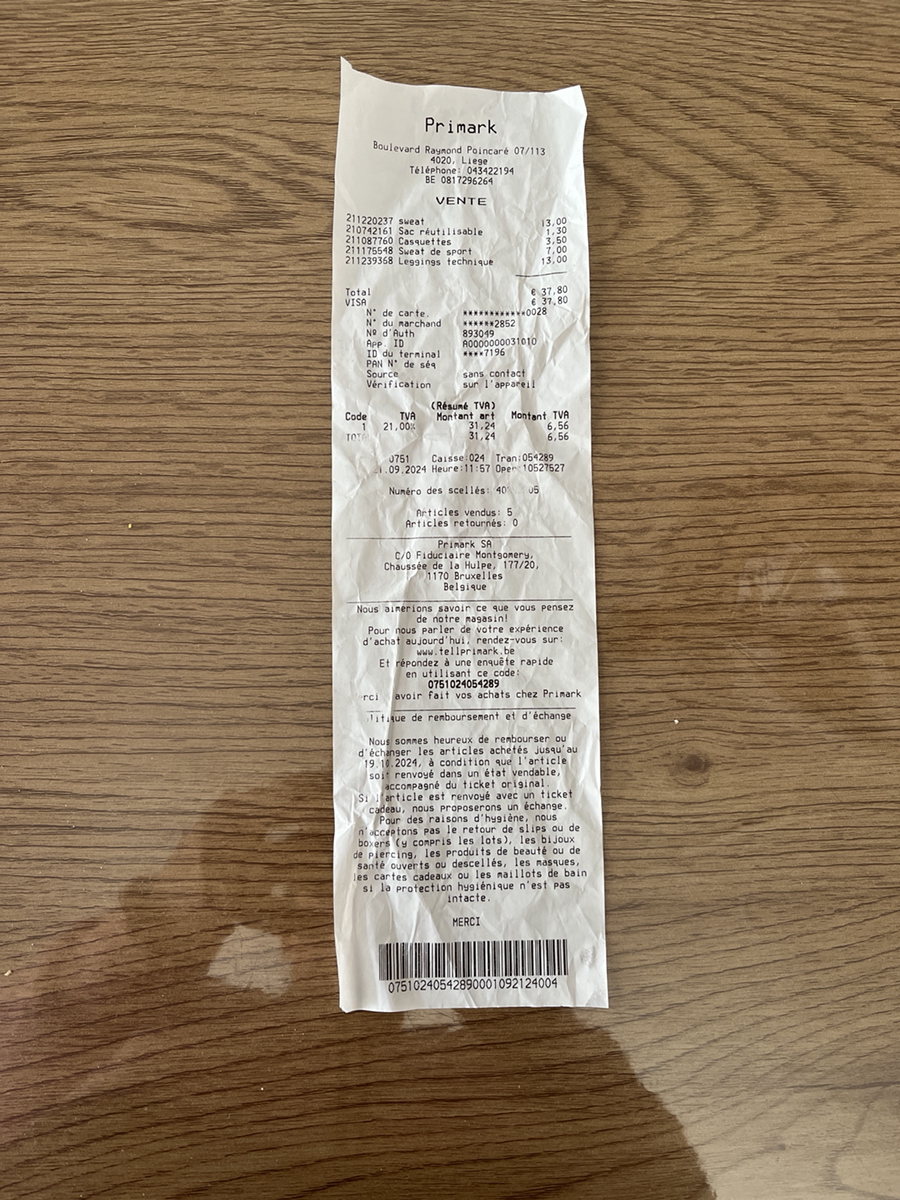 Primark
Boulevard Raymond Poincaré 07/113
4020, Liege
Téléphone: 043422194
BE 0817296264
VENTE
211220237 sweat 13,00
210742161 Sac réutilisable 1,30
211087760 Casquettes 3,50
211175548 Sweat de sport 7,00
211239368 Leggings technique 13,00
Total € 37,80
VISA € 37,80
N° de carte. ************0028
N° du marchand ******2852
Nº d'Auth 893049
App. ID A0000000031010
ID du terminal ****7196
PAN N° de séq
Source sans contact
Vérification sur l'appareil
(Résumé TVA)
Code TVA Montant art Montant TVA
1 21,00% 31,24 6,56
31,24 6,56
0751 Caisse:024 Tran:054289
.09.2024 Heure:11:57 Oper:10527527
Numéro des scellés: 40 05
Articles vendus: 5
Articles retournés: 0
Primark SA
C/O Fiduciaire Montgomery,
Chaussée de la Hulpe, 177/20,
1170 Bruxelles
Belgique
Nous aimerions savoir ce que vous pensez
de notre magasin!
Pour nous parler de votre expérience
d'achat aujourd'hui, rendez-vous sur:
www.tellprimark.be
Et répondez à une enquête rapide
en utilisant ce code:
0751024054289
avoir fait vos achats chez Primark
de remboursement et d'échange
Nous sommes heureux de rembourser ou
d'échanger les articles achetés jusqu'au
19.10.2024, à condition que l'article
soit renvoyé dans un état vendable,
accompagné du ticket original.
Si l'article est renvoyé avec un ticket
cadeau, nous proposerons un échange.
Pour des raisons d'hygiène, nous
n'acceptons pas le retour de slips ou de
boxers (y compris les lots), les bijoux
de piercing, les produits de beauté ou de
santé ouverts ou descellés, les masques,
les cartes cadeaux ou les maillots de bain
si la protection hygiénique n'est pas
intacte.
MERCI
07510240542890001092124004